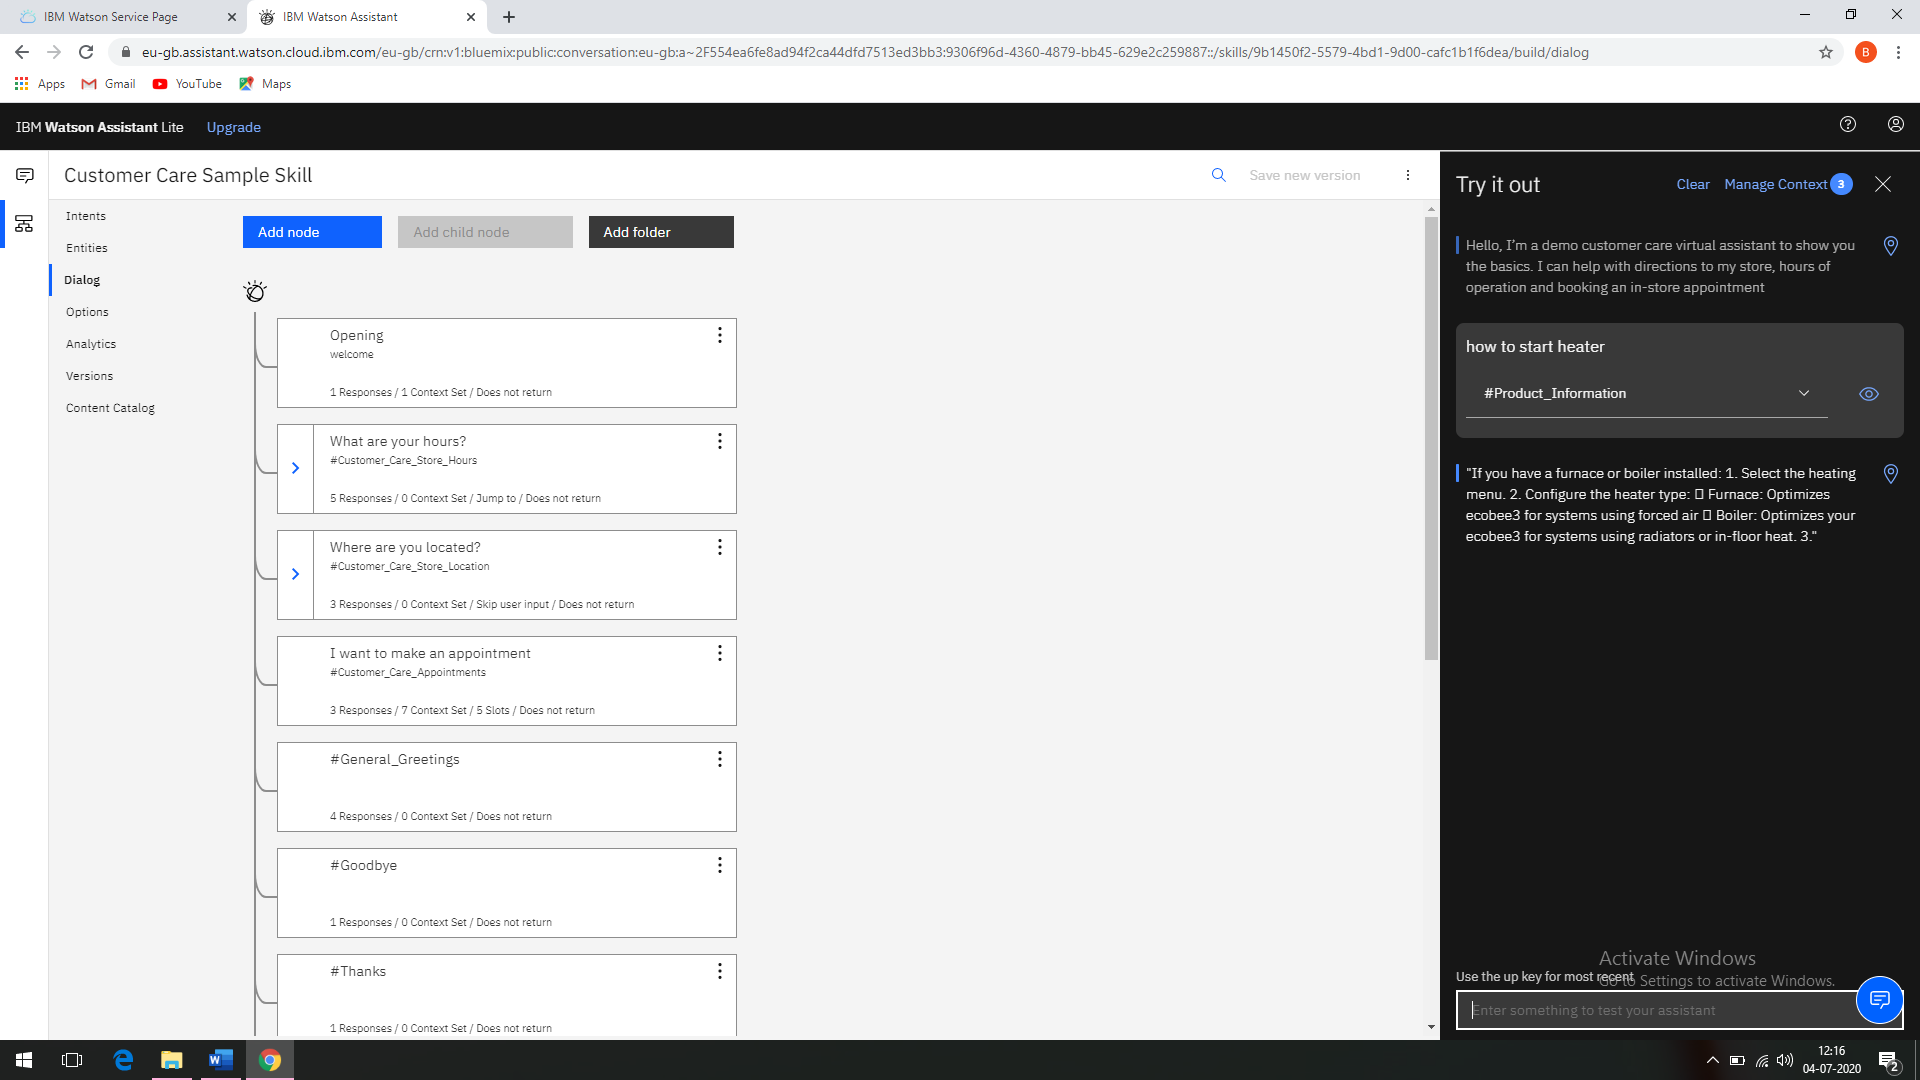 IBM Watson Service Page
IBM Watson Assistant
eu-gb.assistant.watson.cloud.ibm.com/eu-gb/crn:v1:bluemix:public:conversation:eu-gb:a~2F554ea6fe8ad94f2ca44dfd7513ed3bb3:9306f96d-4360-4879-bb45-629e2c259887::/skills/9b1450f2-5579-4bd1-9d00-cafc1b1f6dea/build/dialog
B
Apps
Gmail
YouTube
Maps
IBM Watson Assistant Lite
Upgrade
Customer Care Sample Skill
Save new version
Intents
Entities
Dialog
Options
Analytics
Versions
Content Catalog
Add node
Add child node
Add folder
Opening
welcome
1 Responses / 1 Context Set / Does not return
What are your hours?
#Customer_Care_Store_Hours
5 Responses / 0 Context Set / Jump to / Does not return
Where are you located?
#Customer_Care_Store_Location
3 Responses / 0 Context Set / Skip user input / Does not return
I want to make an appointment
#Customer_Care_Appointments
3 Responses / 7 Context Set / 5 Slots / Does not return
#General_Greetings
4 Responses / 0 Context Set / Does not return
#Goodbye
1 Responses / 0 Context Set / Does not return
#Thanks
1 Responses / 0 Context Set / Does not return
Try it out
Clear
Manage Context 3
Hello, I'm a demo customer care virtual assistant to show you
the basics. I can help with directions to my store, hours of
operation and booking an in-store appointment
how to start heater
#Product_Information
"If you have a furnace or boiler installed: 1. Select the heating
menu. 2. Configure the heater type: ▯ Furnace: Optimizes
ecobee3 for systems using forced air ▯ Boiler: Optimizes your
ecobee3 for systems using radiators or in-floor heat. 3."
Activate Windows
Go to Settings to activate Windows.
Use the up key for most recent
Enter something to test your assistant
12:16
04-07-2020
2